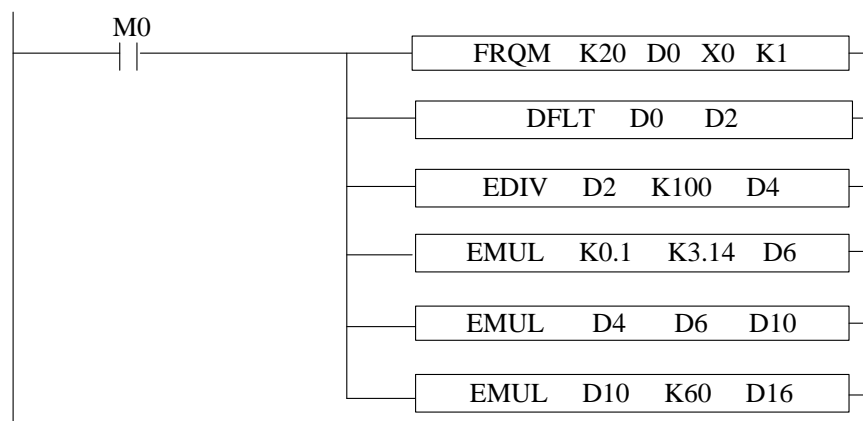 M0
FRQM K20 D0 X0 K1
DFLT D0 D2
EDIV D2 K100 D4
EMUL K0.1 K3.14 D6
EMUL D4 D6 D10
EMUL D10 K60 D16